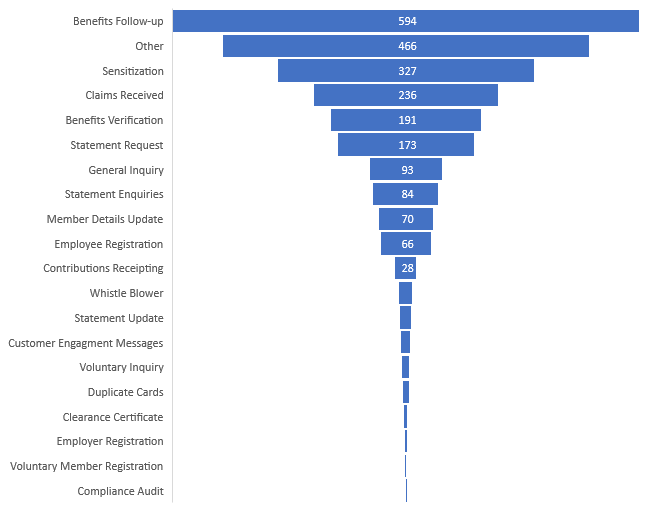 Benefits Follow-up 594
Other 466
Sensitization 327
Claims Received 236
Benefits Verification 191
Statement Request 173
General Inquiry 93
Statement Enquiries 84
Member Details Update 70
Employee Registration 66
Contributions Receipting 28
Whistle Blower
Statement Update
Customer Engagment Messages
Voluntary Inquiry
Duplicate Cards
Clearance Certificate
Employer Registration
Voluntary Member Registration
Compliance Audit